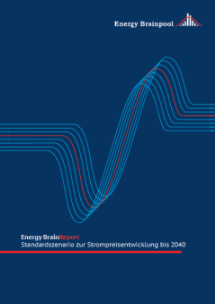 Energy Brainpool
Energy BrainReport
Standardszenario zur Strompreisentwicklung bis 2040